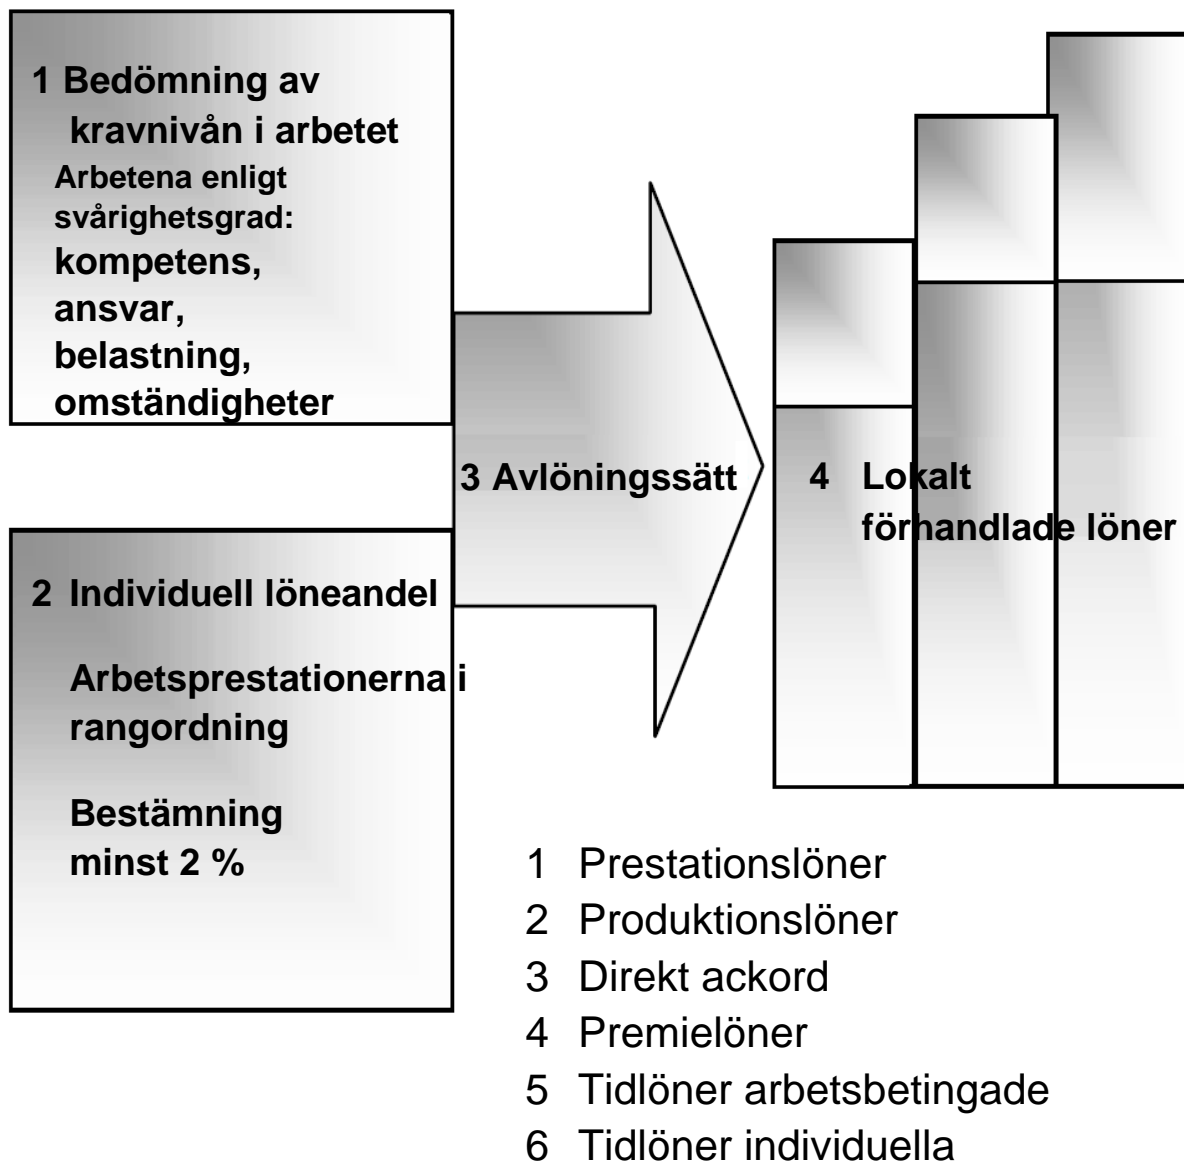 1 Bedömning av
kravnivån i arbetet
Arbetena enligt
svårighetsgrad:
kompetens,
ansvar,
belastning,
omständigheter
2 Individuell löneandel
Arbetsprestationerna i
rangordning
Bestämning
minst 2 %
3 Avlöningssätt
4 Lokalt
förhandlade löner
1 Prestationslöner
2 Produktionslöner
3 Direkt ackord
4 Premielöner
5 Tidlöner arbetsbetingade
6 Tidlöner individuella